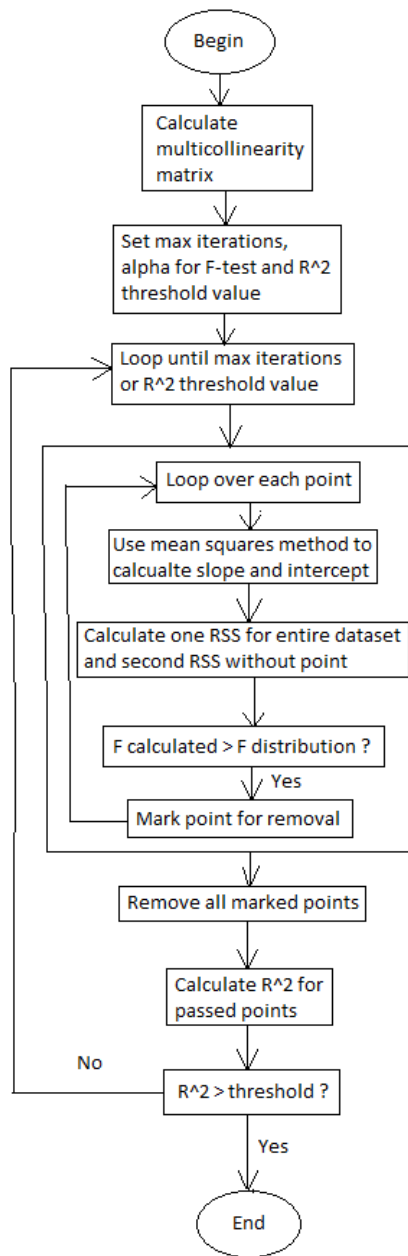 Begin
Calculate
multicollinearity
matrix
Set max iterations,
alpha for F-test and R^2
threshold value
Loop until max iterations
or R^2 threshold value
Loop over each point
Use mean squares method to
calcualte slope and intercept
Calculate one RSS for entire dataset
and second RSS without point
F calculated > F distribution ?
Yes
Mark point for removal
Remove all marked points
Calculate R^2 for
passed points
No
R^2 > threshold ?
Yes
End